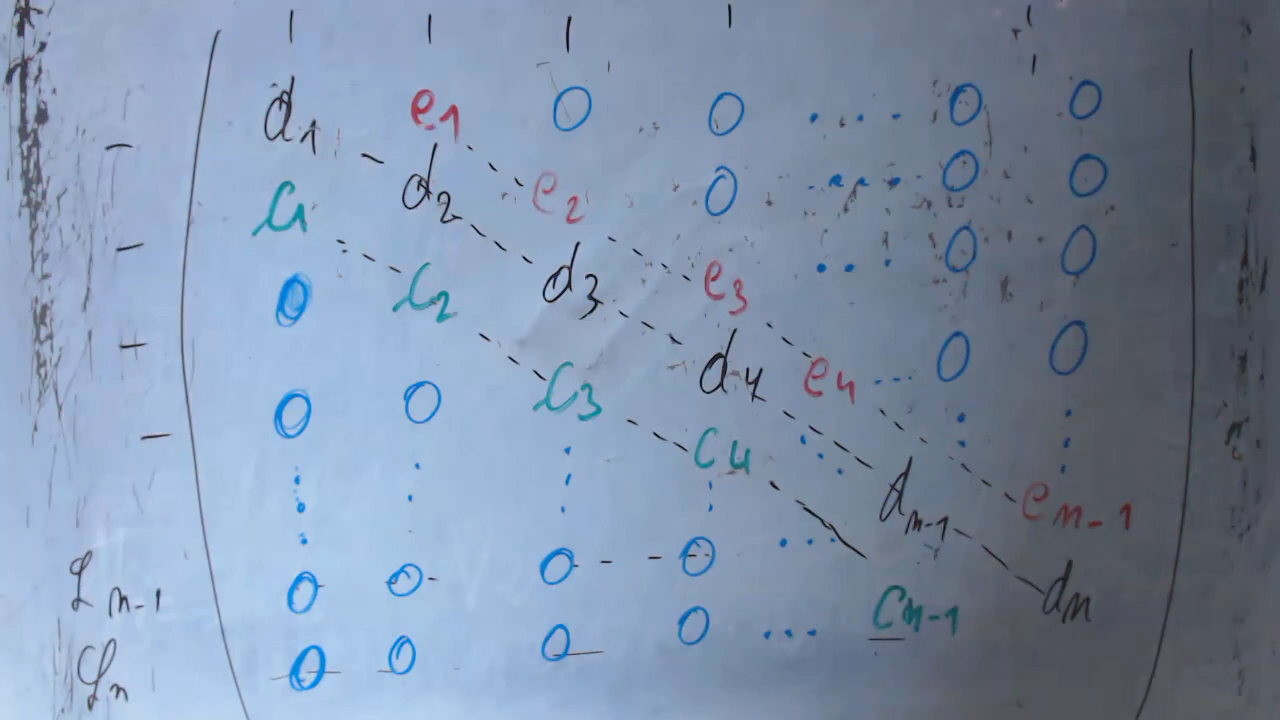 d1 e1 0 0 .... 0 0
c1 d2 e2 0 ..... 0 0
0 c2 d3 e3 ... 0 0
0 0 c3 d4 e4 ... 0 0
c4 dn-1 en-1
Ln-1 0 0 0 0 ... dn
Ln 0 0 0 0 ... cn-1